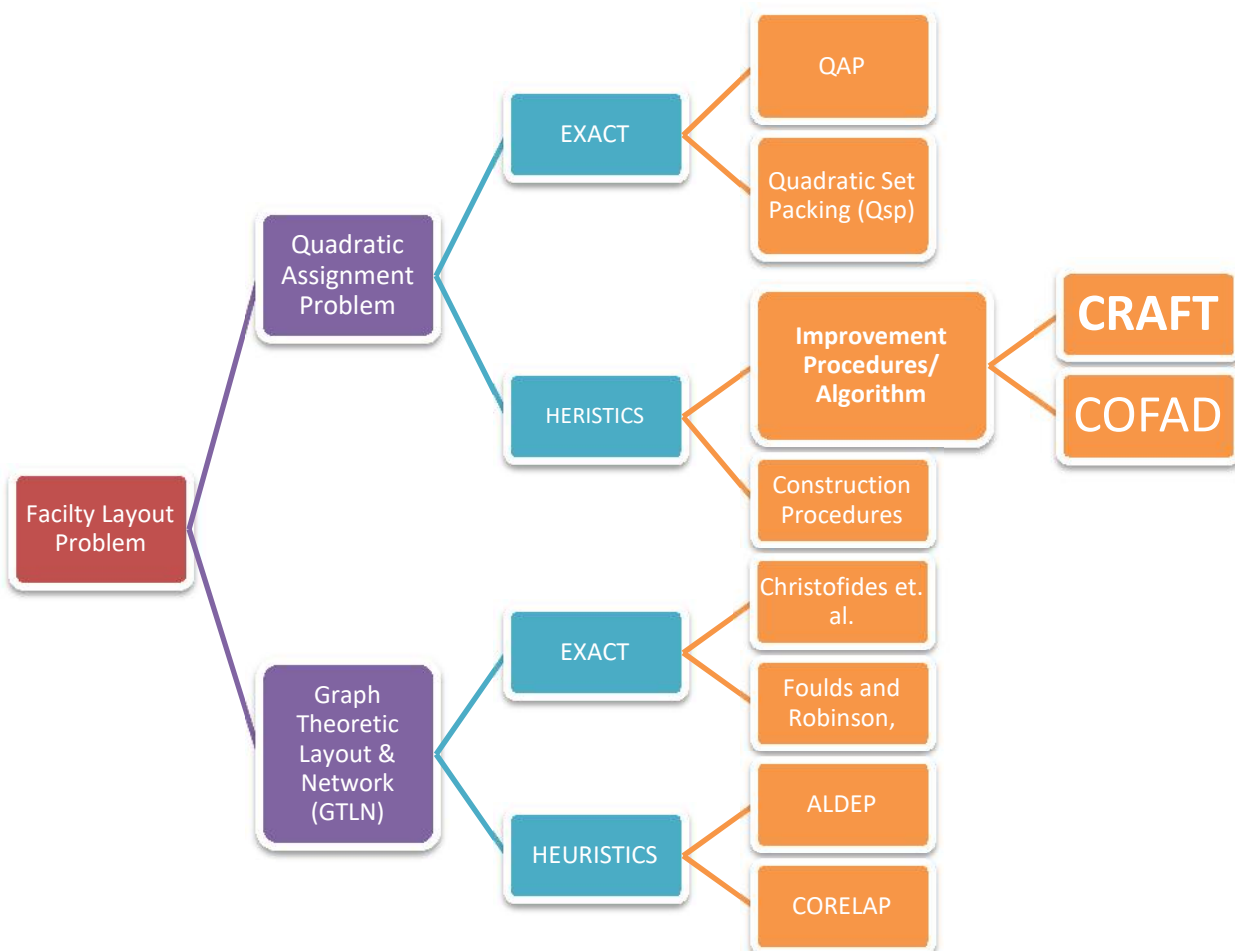 QAP
EXACT
Quadratic Set
Packing (Qsp)
Quadratic
Assignment
Problem
CRAFT
Improvement
Procedures/
Algorithm
HERISTICS
COFAD
Construction
Procedures
Facilty Layout
Problem
Christofides et.
al.
EXACT
Foulds and
Robinson,
Graph
Theoretic
Layout &
Network
(GTLN)
ALDEP
HEURISTICS
CORELAP